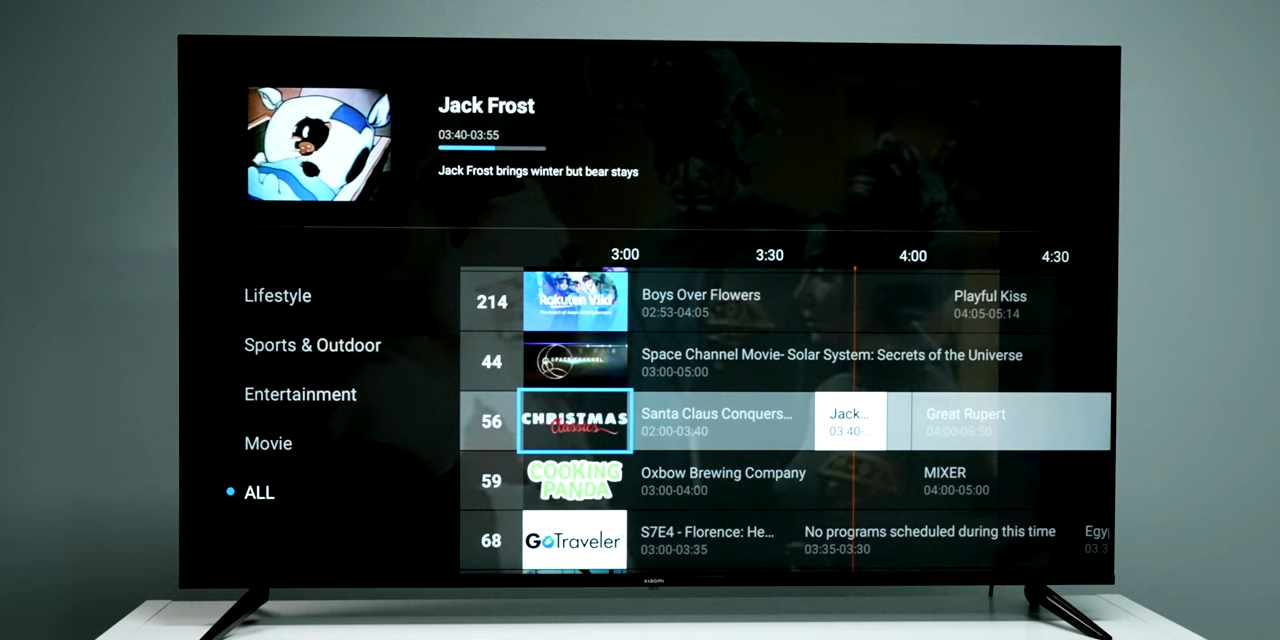 Jack Frost
03:40-03:55
Jack Frost brings winter but bear stays
3:00
3:30
4:00
4:30
Lifestyle
Sports & Outdoor
Entertainment
Movie
ALL
214
Rakuten Viki
Boys Over Flowers
02:53-04:05
Playful Kiss
04:05-05:14
44
SPACE CHANNEL
Space Channel Movie- Solar System: Secrets of the Universe
03:00-05:00
56
CHRISTMAS
Classics
Santa Claus Conquers...
02:00-03:40
Jack...
03:40-...
Great Rupert
04:00-05:50
59
COOKING
PANDA
Oxbow Brewing Company
03:00-04:00
MIXER
04:00-05:00
68
GoTraveler
S7E4 - Florence: He...
03:00-03:35
No programs scheduled during this time
03:35-03:30
Egy
03:3
xiaomi